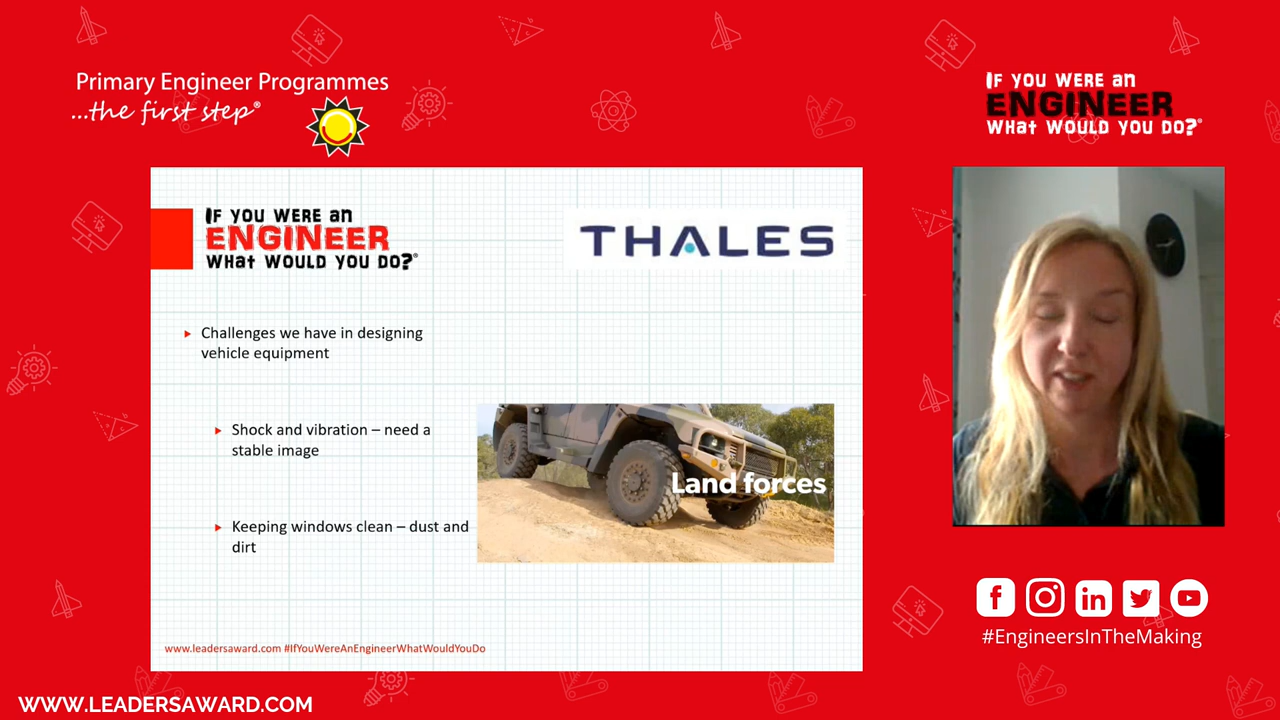 Primary Engineer Programmes
...the first step®
IF YOU WERE an
ENGINEER
WHaT WOULD YOU DO?®
IF YOU WERE an
ENGINEER
WHaT WOULD YOU DO?®
THALES
Challenges we have in designing
vehicle equipment
Shock and vibration – need a
stable image
Keeping windows clean – dust and
dirt
Land forces
www.leadersaward.com #IfYouWereAnEngineerWhatWouldYouDo
f
in
#EngineersInTheMaking
WWW.LEADERSAWARD.COM